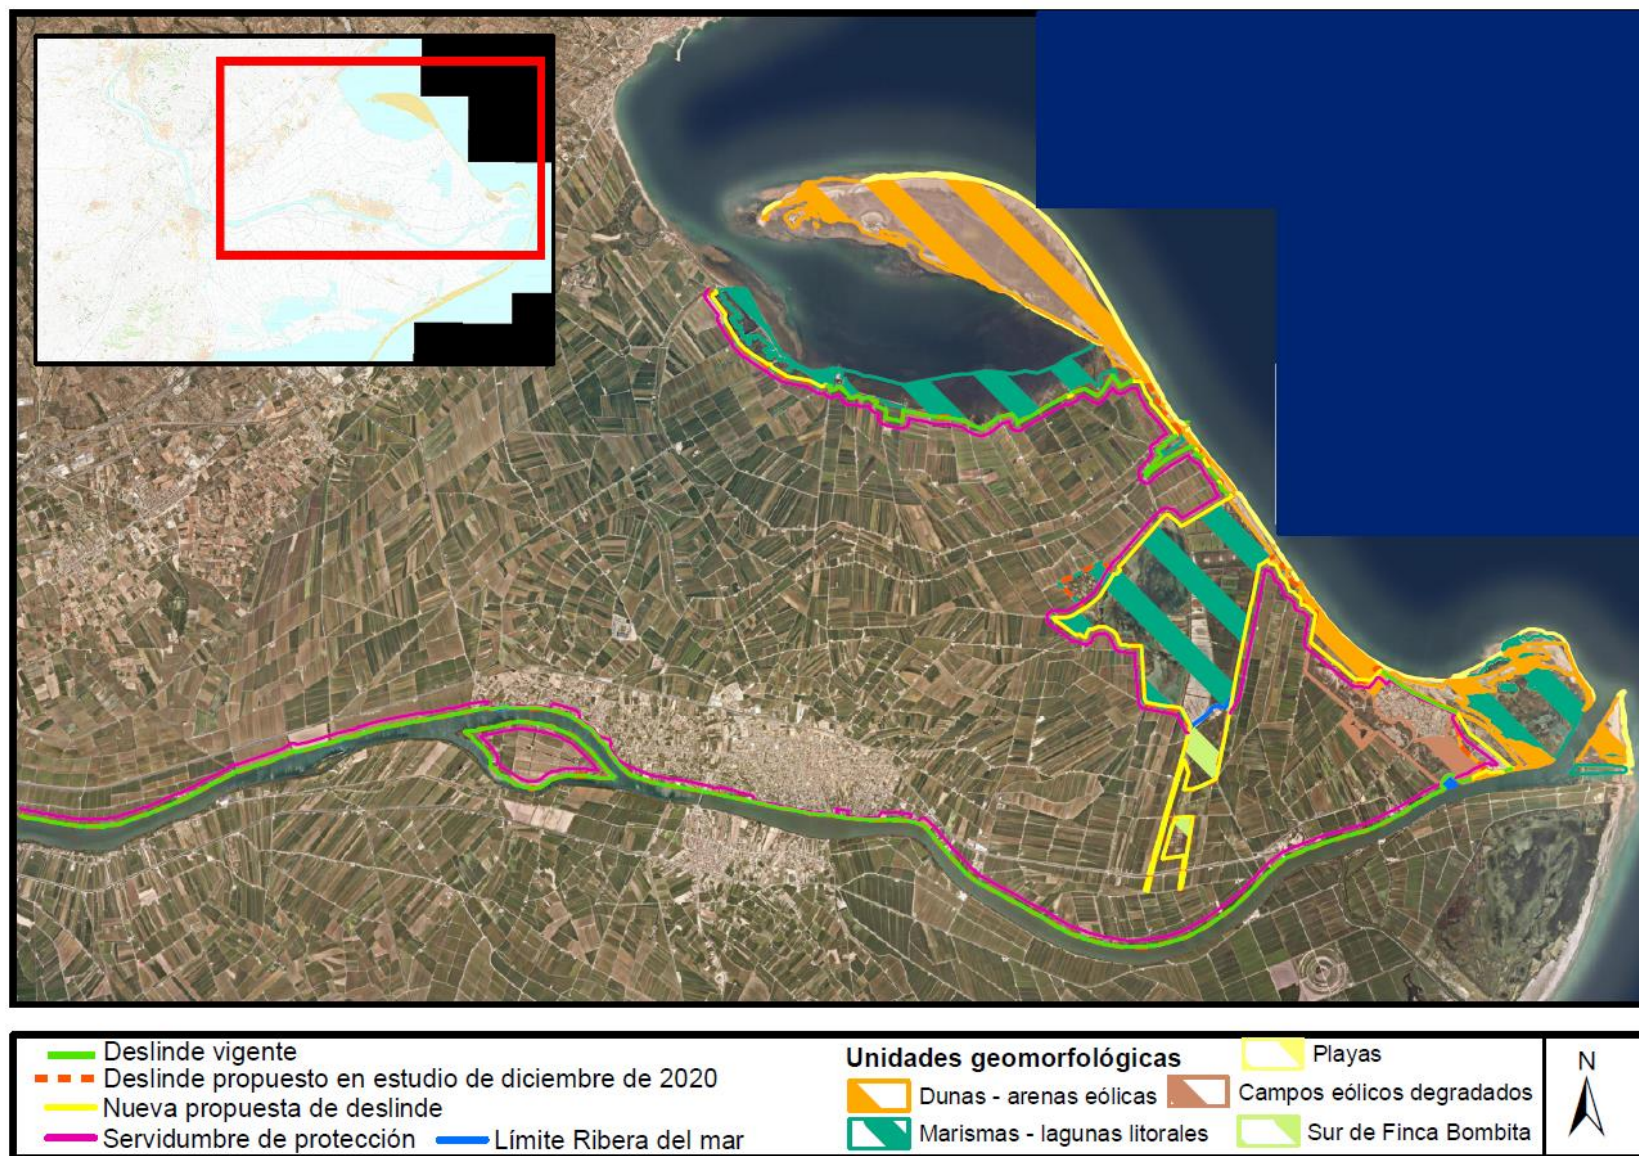 Deslinde vigente
Deslinde propuesto en estudio de diciembre de 2020
Nueva propuesta de deslinde
Servidumbre de protección
Límite Ribera del mar
Unidades geomorfológicas
Playas
Dunas - arenas eólicas
Campos eólicos degradados
Marismas - lagunas litorales
Sur de Finca Bombita
N